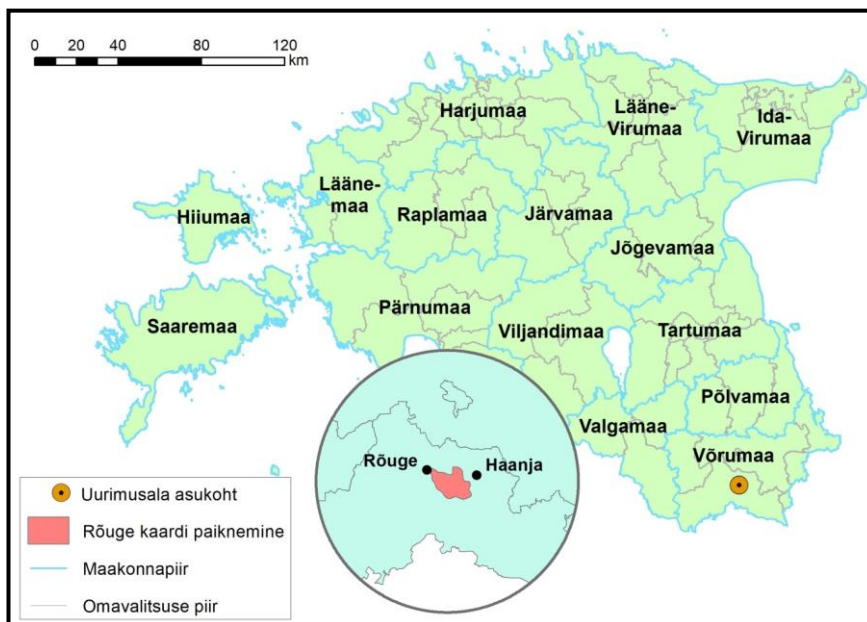 0 20 40 80 120
km
Harjumaa
Lääne-
Virumaa
Ida-
Virumaa
Lääne-
maa
Hiiumaa
Raplamaa
Järvamaa
Jõgevamaa
Saaremaa
Pärnumaa
Viljandimaa
Tartumaa
Põlvamaa
Valgamaa
Võrumaa
Rõuge
Haanja
Uurimusala asukoht
Rõuge kaardi paiknemine
Maakonnapiir
Omavalitsuse piir